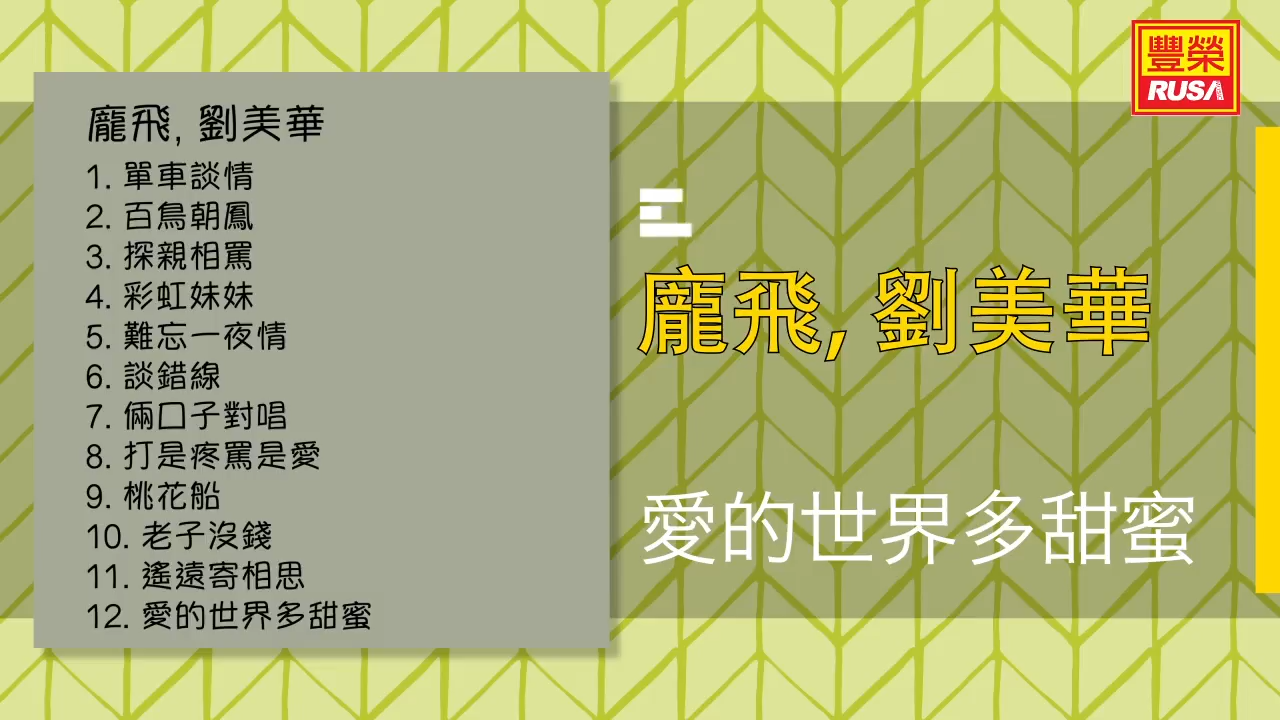 龐飛, 劉美華
1. 單車談情
2. 百鳥朝鳳
3. 探親相罵
4. 彩虹妹妹
5. 難忘一夜情
6. 談錯線
7. 倆口子對唱
8. 打是疼罵是愛
9. 桃花船
10. 老子沒錢
11. 遙遠寄相思
12. 愛的世界多甜蜜
豐榮
RUSA
龐飛, 劉美華
愛的世界多甜蜜